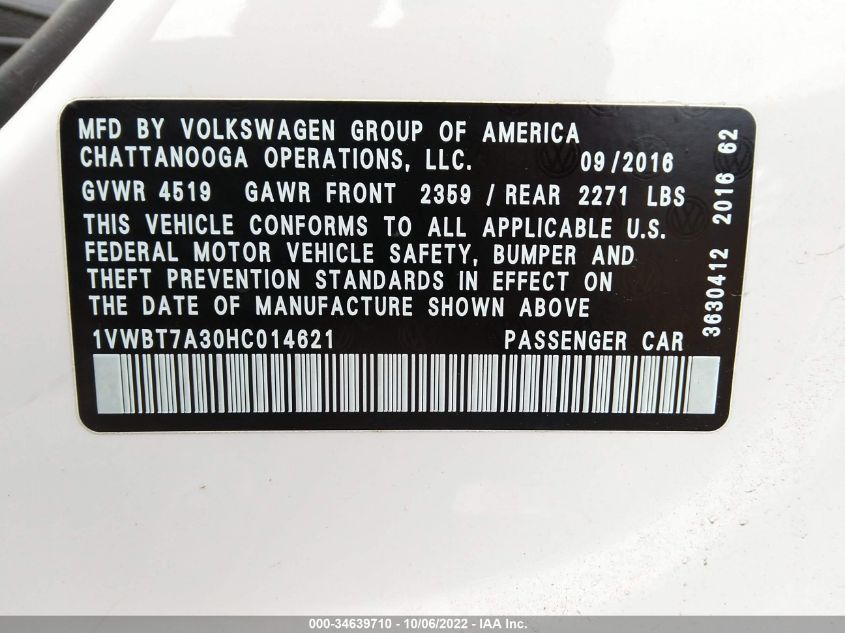 MFD BY VOLKSWAGEN GROUP OF AMERICA
CHATTANOOGA OPERATIONS, LLC. 09/2016
GVWR 4519 GAWR FRONT 2359 / REAR 2271 LBS
THIS VEHICLE CONFORMS TO ALL APPLICABLE U.S.
FEDERAL MOTOR VEHICLE SAFETY, BUMPER AND
THEFT PREVENTION STANDARDS IN EFFECT ON
THE DATE OF MANUFACTURE SHOWN ABOVE
1VWBT7A30HC014621 PASSENGER CAR
3630412 2016 62
000-34639710 - 10/06/2022 - IAA Inc.